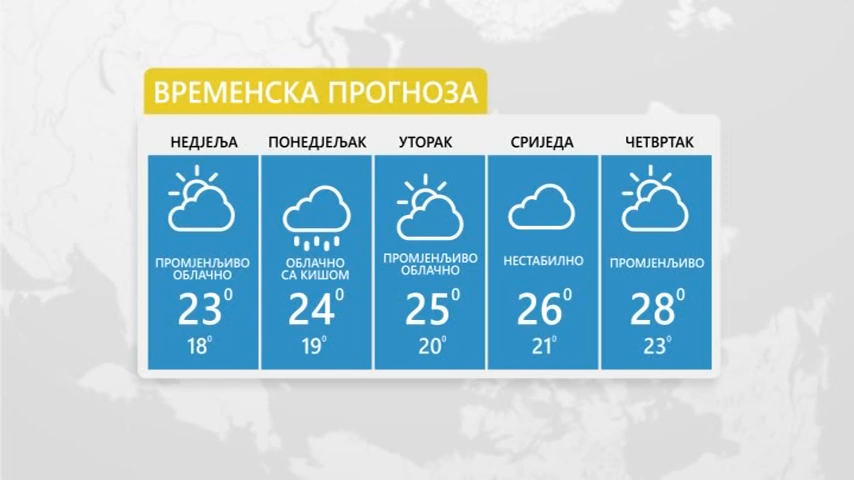 ВРЕМЕНСКА ПРОГНОЗА
НЕДЈЕЉА
ПРОМЈЕНЉИВО
ОБЛАЧНО
23⁰
18⁰
ПОНЕДЈЕЉАК
ОБЛАЧНО
СА КИШОМ
24⁰
19⁰
УТОРАК
ПРОМЈЕНЉИВО
ОБЛАЧНО
25⁰
20⁰
СРИЈЕДА
НЕСТАБИЛНО
26⁰
21⁰
ЧЕТВРТАК
ПРОМЈЕНЉИВО
28⁰
23⁰